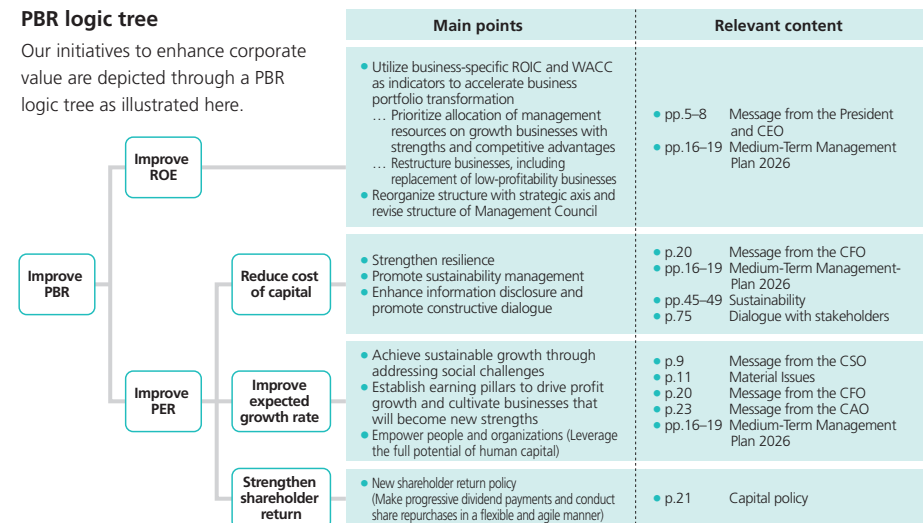 PBR logic tree
Our initiatives to enhance corporate
value are depicted through a PBR
logic tree as illustrated here.
Main points
Relevant content
Improve
PBR
Improve
ROE
● Utilize business-specific ROIC and WACC
as indicators to accelerate business
portfolio transformation
… Prioritize allocation of management
resources on growth businesses with
strengths and competitive advantages
… Restructure businesses, including
replacement of low-profitability businesses
● Reorganize structure with strategic axis and
revise structure of Management Council
● pp.5–8 Message from the President
and CEO
● pp.16–19 Medium-Term Management
Plan 2026
Improve
PER
Reduce cost
of capital
● Strengthen resilience
● Promote sustainability management
● Enhance information disclosure and
promote constructive dialogue
● p.20 Message from the CFO
● pp.16–19 Medium-Term Management-
Plan 2026
● pp.45–49 Sustainability
● p.75 Dialogue with stakeholders
Improve
expected
growth rate
● Achieve sustainable growth through
addressing social challenges
● Establish earning pillars to drive profit
growth and cultivate businesses that
will become new strengths
● Empower people and organizations (Leverage
the full potential of human capital)
● p.9 Message from the CSO
● p.11 Material Issues
● p.20 Message from the CFO
● p.23 Message from the CAO
● pp.16–19 Medium-Term Management
Plan 2026
Strengthen
shareholder
return
● New shareholder return policy
(Make progressive dividend payments and conduct
share repurchases in a flexible and agile manner)
● p.21 Capital policy